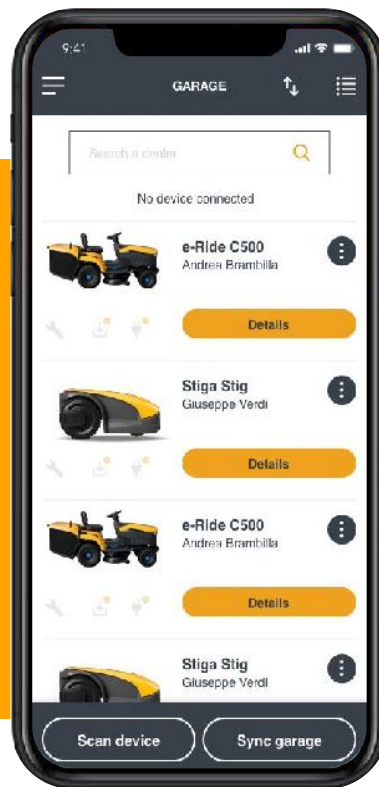 9:41
GARAGE
Search a dealer
No device connected
e-Ride C500
Andrea Brambilla
Details
Stiga Stig
Giuseppe Verdi
Details
e-Ride C500
Andrea Brambilla
Details
Stiga Stig
Giuseppe Verdi
Scan device
Sync garage